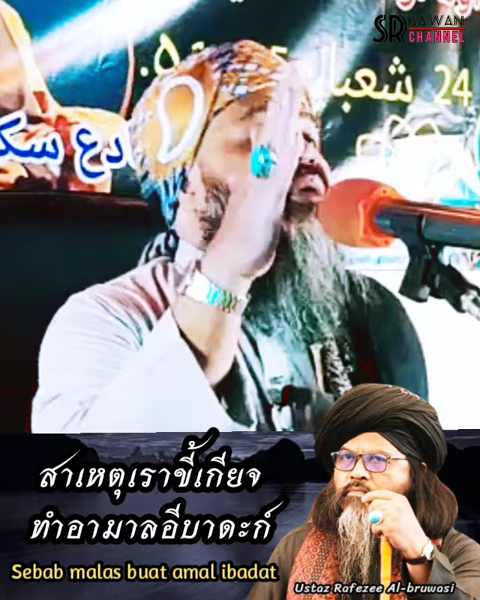 SR LAWAN
CHANNEL
24 شعبان
دع سك
สาเหตุเราขี้เกียจ
ทำอามาลอีบาดะก์
Sebab malas buat amal ibadat
Ustaz Rofezee Al-bruwasi